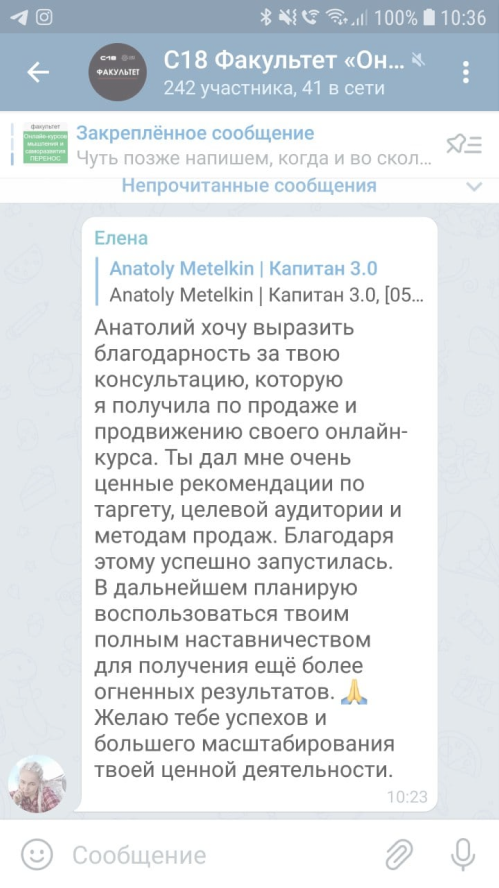 100% 10:36
С18 Факультет «Он...
242 участника, 41 в сети
ФАКУЛЬТЕТ
Закреплённое сообщение
Чуть позже напишем, когда и во скол...
факультет
Онлайн-курсов
мышления и
саморазвития
ПЕРЕНОС
Непрочитанные сообщения
Елена
Anatoly Metelkin | Капитан 3.0
Anatoly Metelkin | Капитан 3.0, [05...
Анатолий хочу выразить
благодарность за твою
консультацию, которую
я получила по продаже и
продвижению своего онлайн-
курса. Ты дал мне очень
ценные рекомендации по
таргету, целевой аудитории и
методам продаж. Благодаря
этому успешно запустилась.
В дальнейшем планирую
воспользоваться твоим
полным наставничеством
для получения ещё более
огненных результатов. 🙏
Желаю тебе успехов и
большего масштабирования
твоей ценной деятельности.
10:23
Сообщение